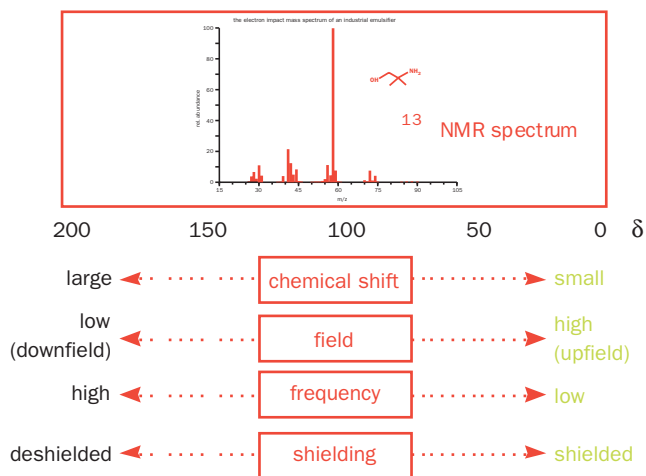 the electron impact mass spectrum of an industrial emulsifier
100
80
60
40
20
0
rel. abundance
15 30 45 60 75 90 105
m/z
OH NH2
13
NMR spectrum
200 150 100 50 0 δ
large chemical shift small
low
(downfield)
field
high
(upfield)
high frequency low
deshielded shielding shielded